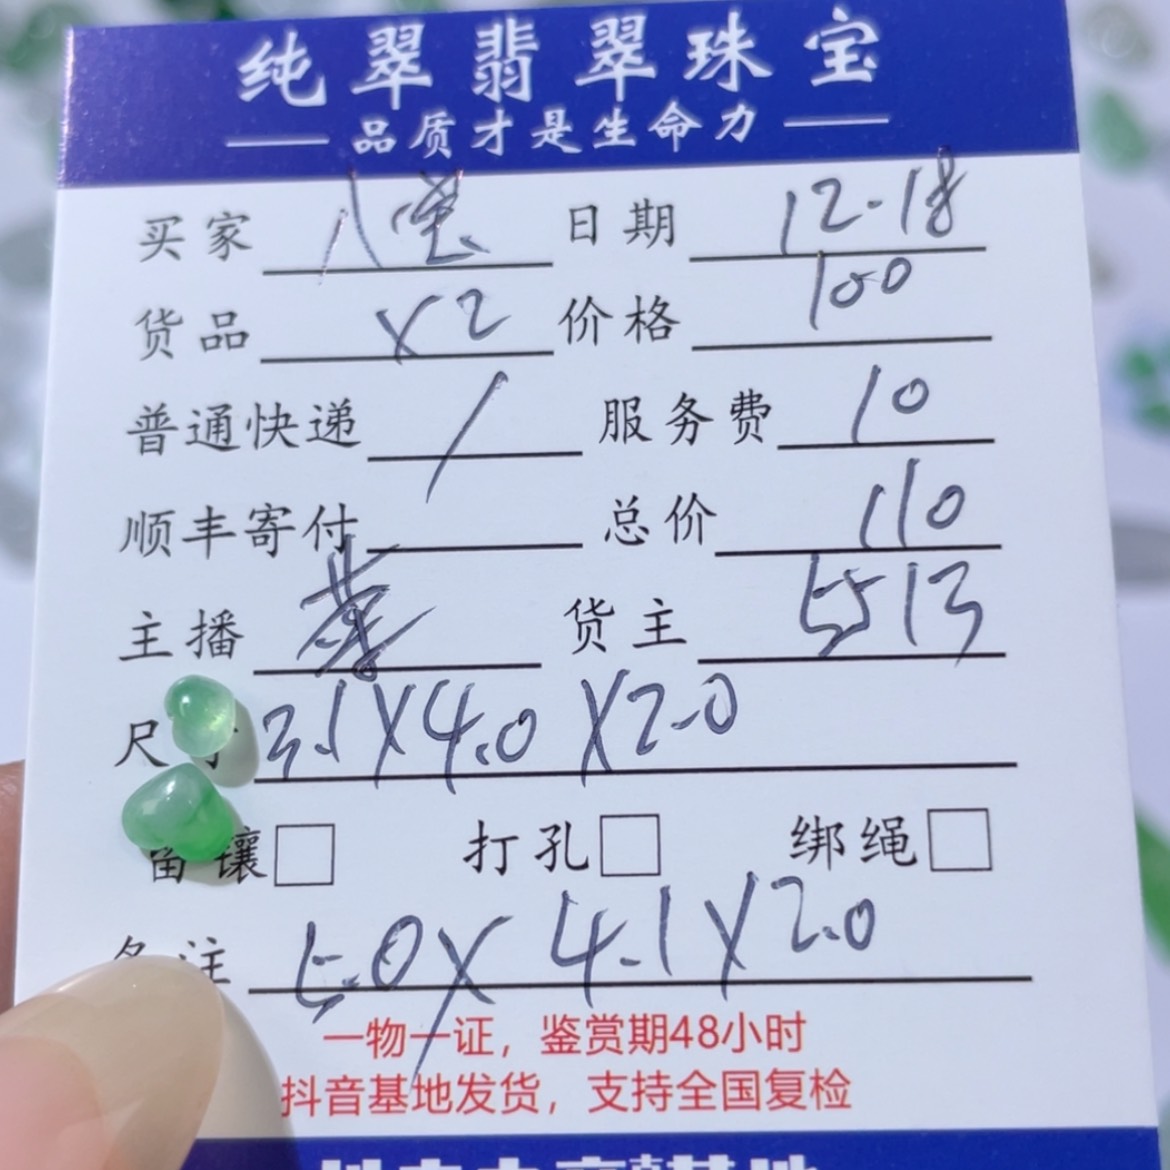 纯翠翡翠珠宝
品质才是生命力
买家 八宝 日期 12-18
货品 X2 价格 100
普通快递 / 服务费 10
顺丰寄付 总价 110
主播 货主 5513
尺寸 3.1X4.0X2.0
镶 打孔 绑绳
备注 5.0X4.1X2.0
一物一证，鉴赏期48小时
抖音基地发货，支持全国复检